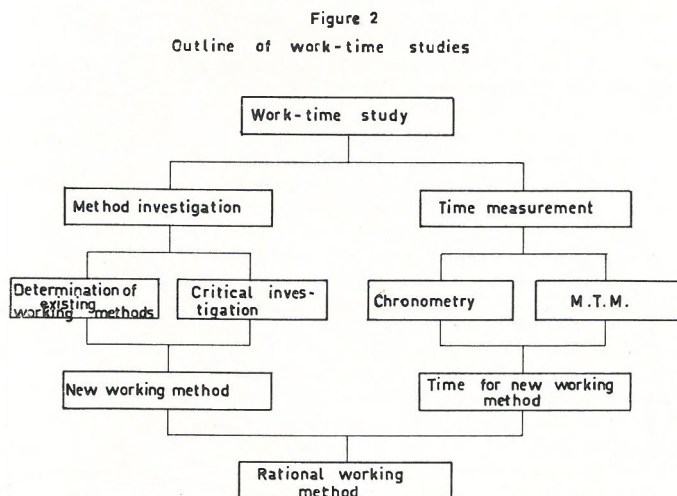 Figure 2
Outline of work-time studies
Work-time study
Method investigation
Time measurement
Determination of
existing
working methods
Critical inves-
tigation
Chronometry
M.T.M.
New working method
Time for new working
method
Rational working
method